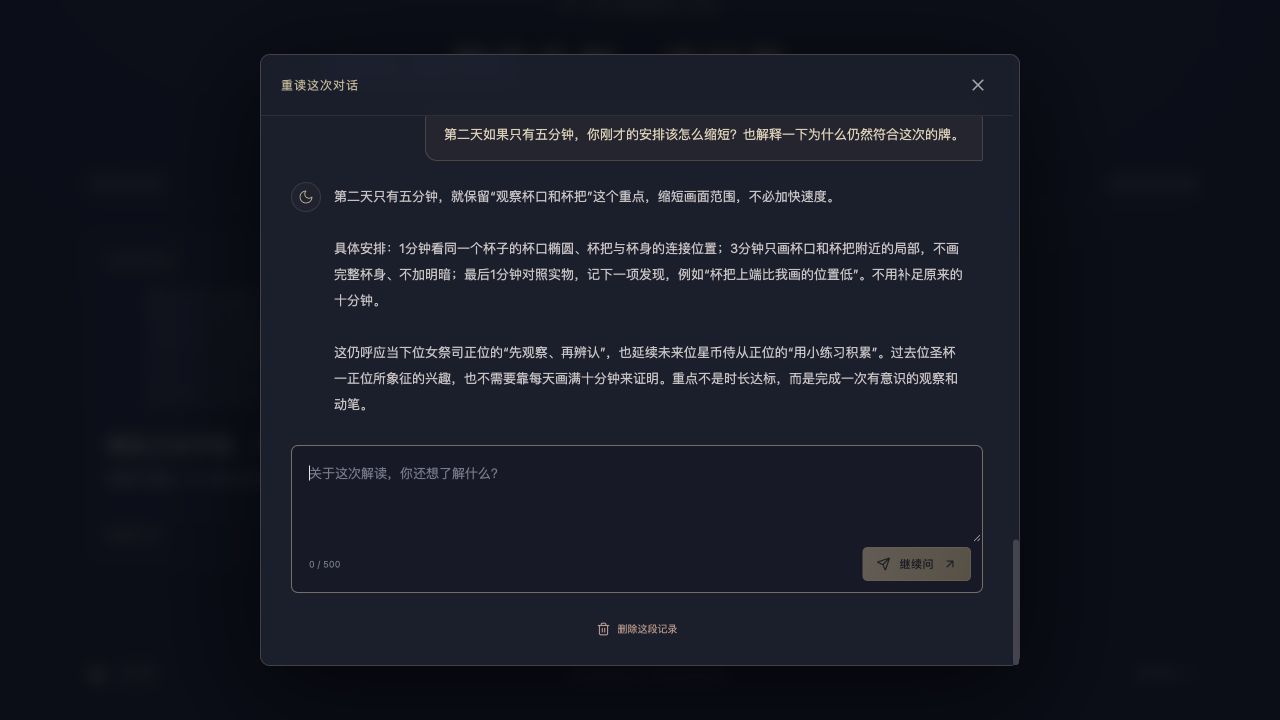 重读这次对话
第二天如果只有五分钟，你刚才的安排该怎么缩短？也解释一下为什么仍然符合这次的牌。
第二天只有五分钟，就保留“观察杯口和杯把”这个重点，缩短画面范围，不必加快速度。
具体安排：1分钟看同一个杯子的杯口椭圆、杯把与杯身的连接位置；3分钟只画杯口和杯把附近的局部，不画
完整杯身、不加明暗；最后1分钟对照实物，记下一项发现，例如“杯把上端比我画的位置低”。不用补足原来的
十分钟。
这仍呼应当下位女祭司正位的“先观察、再辨认”，也延续未来位星币侍从正位的“用小练习积累”。过去位圣杯
一正位所象征的兴趣，也不需要靠每天画满十分钟来证明。重点不是时长达标，而是完成一次有意识的观察和
动笔。
关于这次解读，你还想了解什么？
0 / 500
继续问
删除这段记录